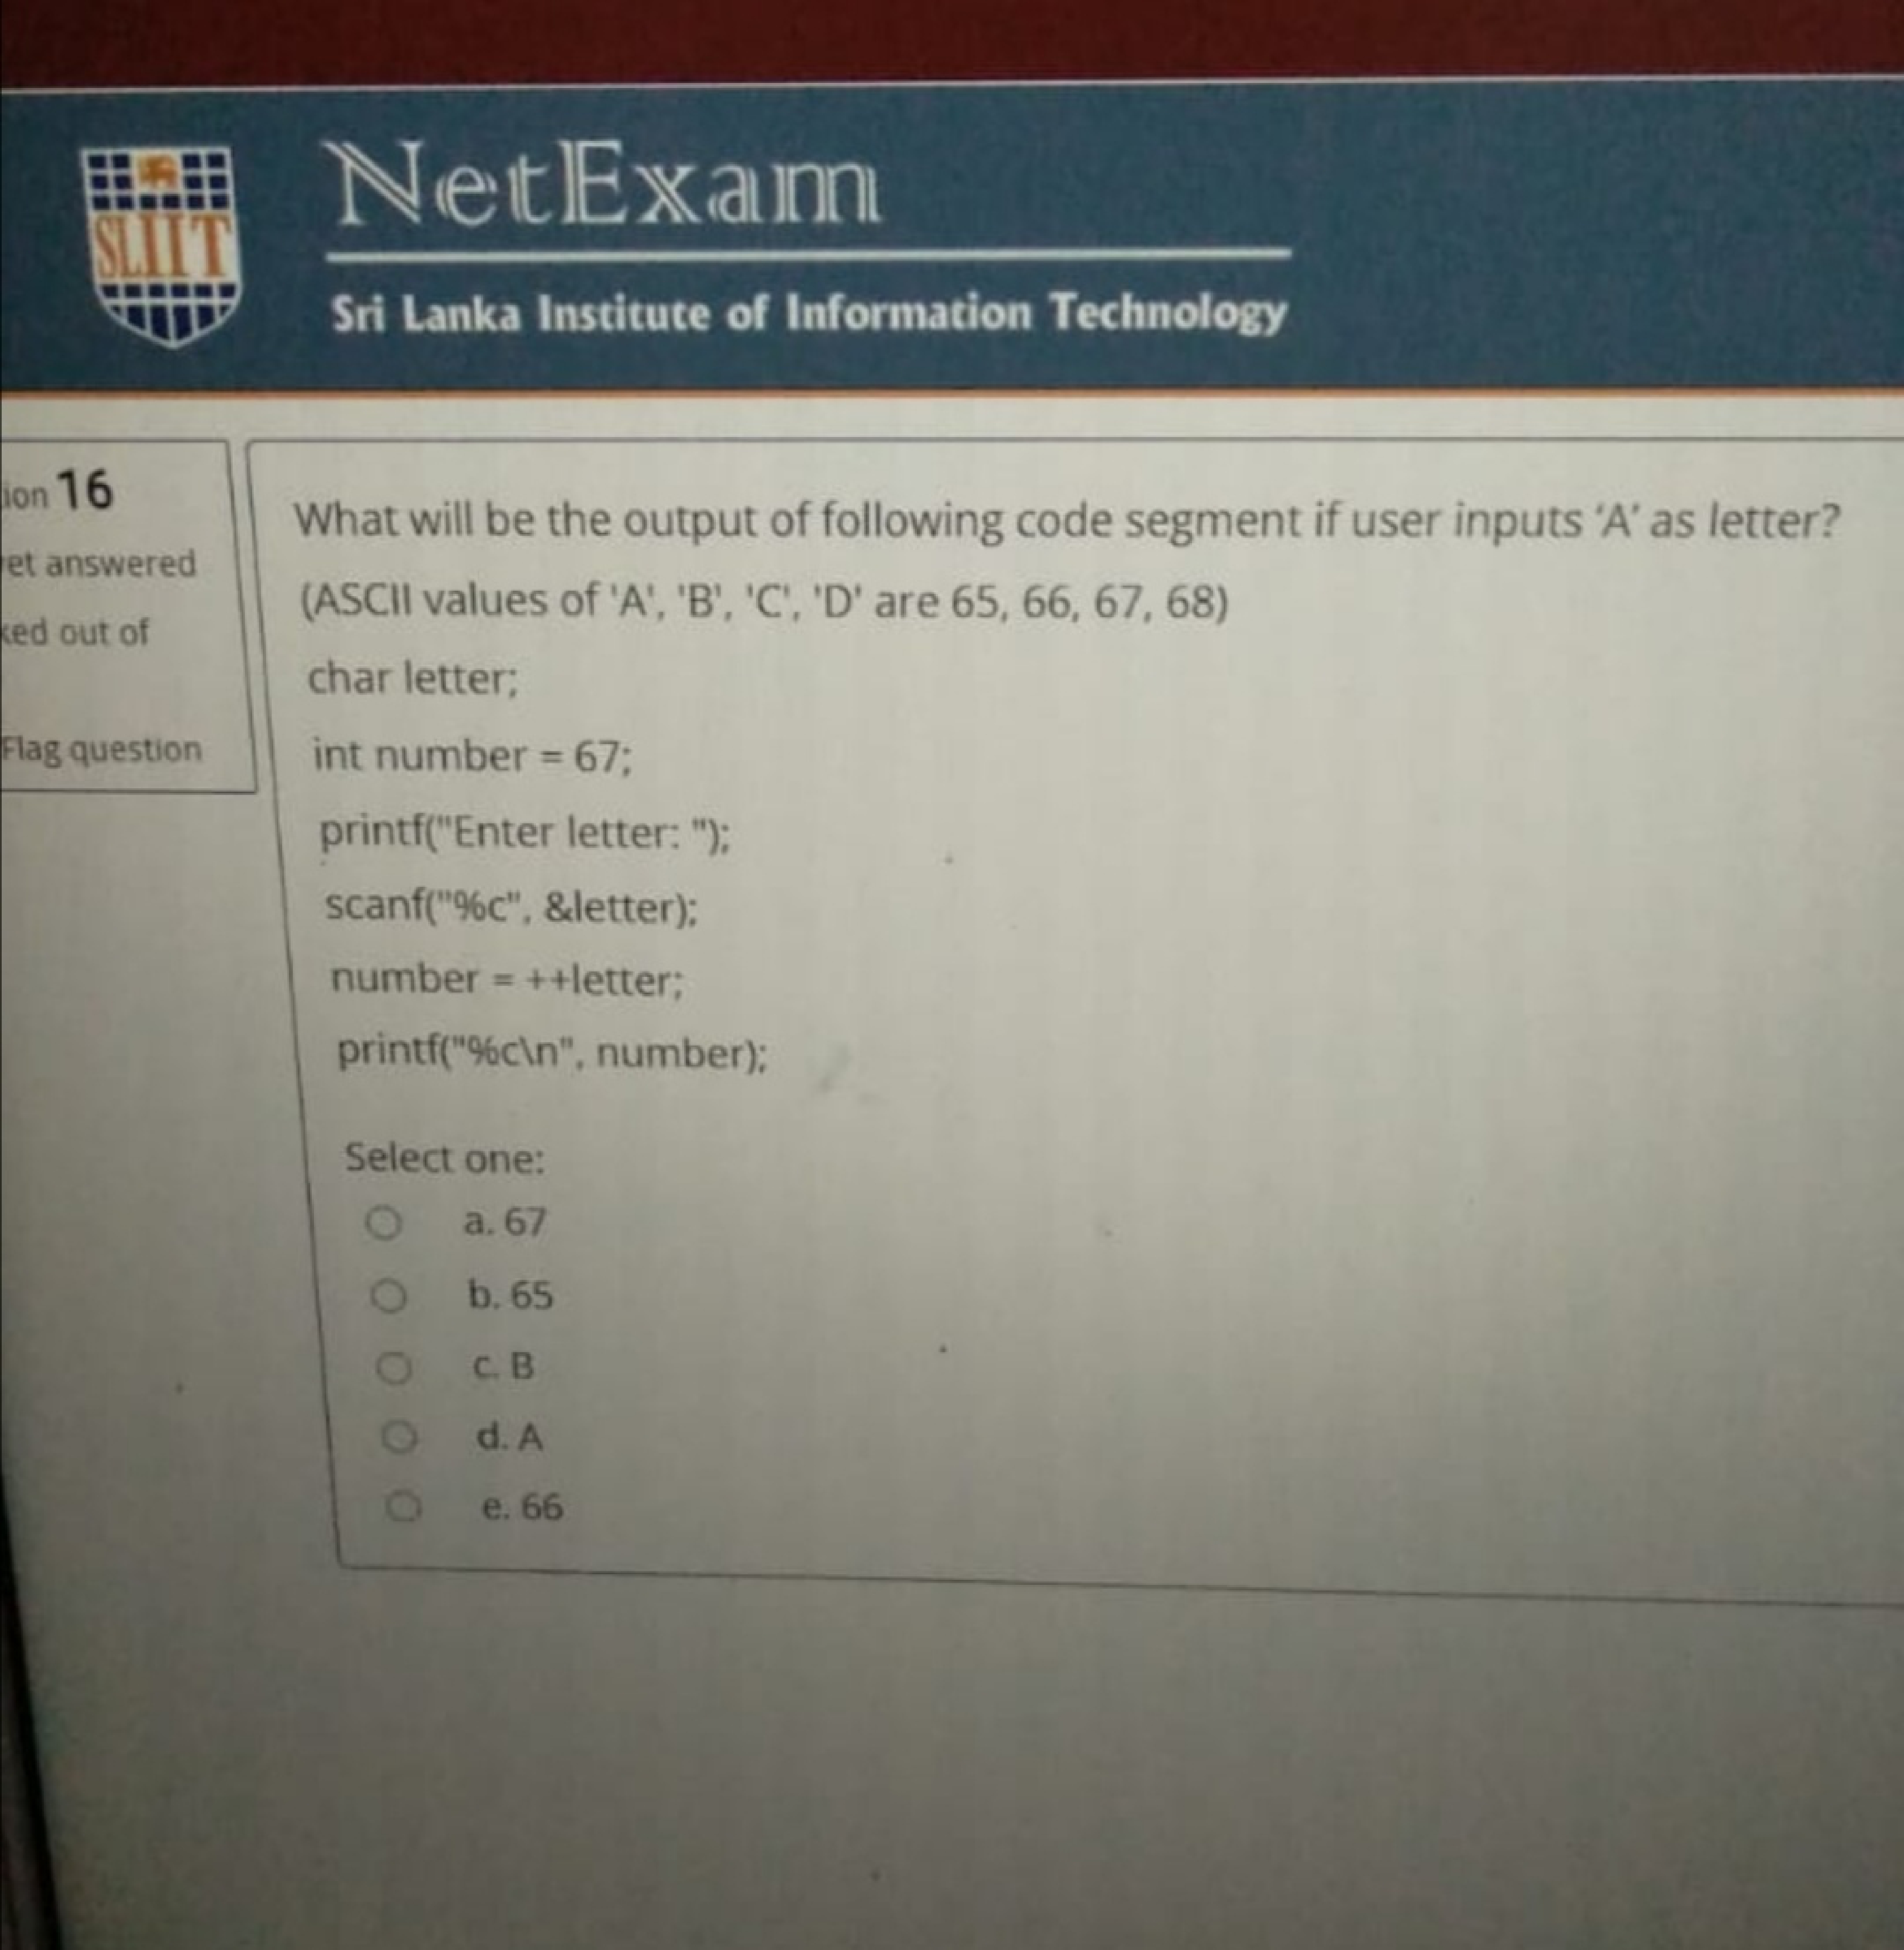 SLIIT
NetExam
Sri Lanka Institute of Information Technology
ion 16
et answered
ked out of
Flag question
What will be the output of following code segment if user inputs ‘A’ as letter?
(ASCII values of 'A', 'B', 'C', 'D' are 65, 66, 67, 68)
char letter;
int number = 67;
printf("Enter letter: ");
scanf("%c", &letter);
number = ++letter;
printf("%c\n", number);
Select one:
a. 67
b. 65
c. B
d. A
e. 66